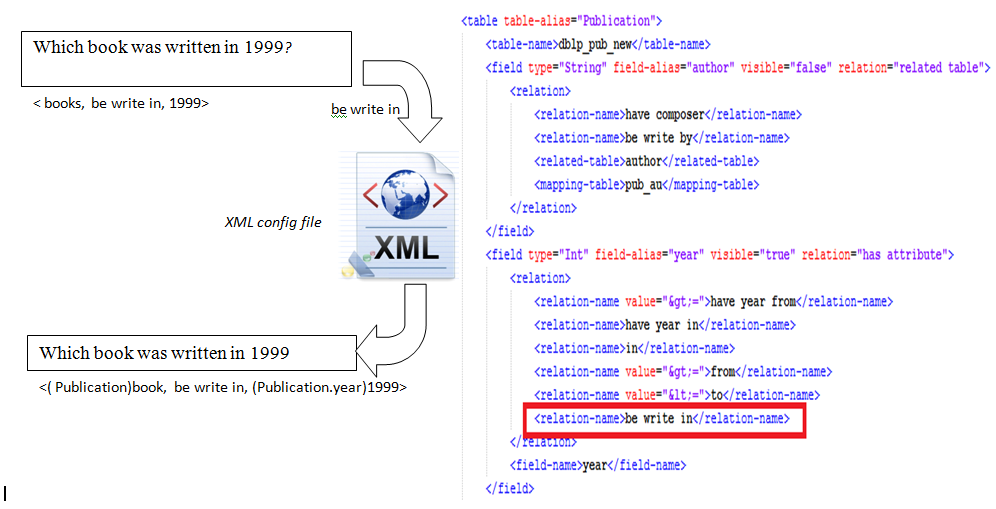 Which book was written in 1999?
< books, be write in, 1999>
be write in
XML config file
XML
Which book was written in 1999
<( Publication)book, be write in, (Publication.year)1999>
<table table-alias="Publication">
<table-name>dblp_pub_new</table-name>
<field type="String" field-alias="author" visible="false" relation="related table">
<relation>
<relation-name>have composer</relation-name>
<relation-name>be write by</relation-name>
<related-table>author</related-table>
<mapping-table>pub_au</mapping-table>
</relation>
</field>
<field type="Int" field-alias="year" visible="true" relation="has attribute">
<relation>
<relation-name value="&gt;=">have year from</relation-name>
<relation-name>have year in</relation-name>
<relation-name>in</relation-name>
<relation-name value="&gt;=">from</relation-name>
<relation-name value="&lt;=">to</relation-name>
<relation-name>be write in</relation-name>
</relation>
<field-name>year</field-name>
</field>